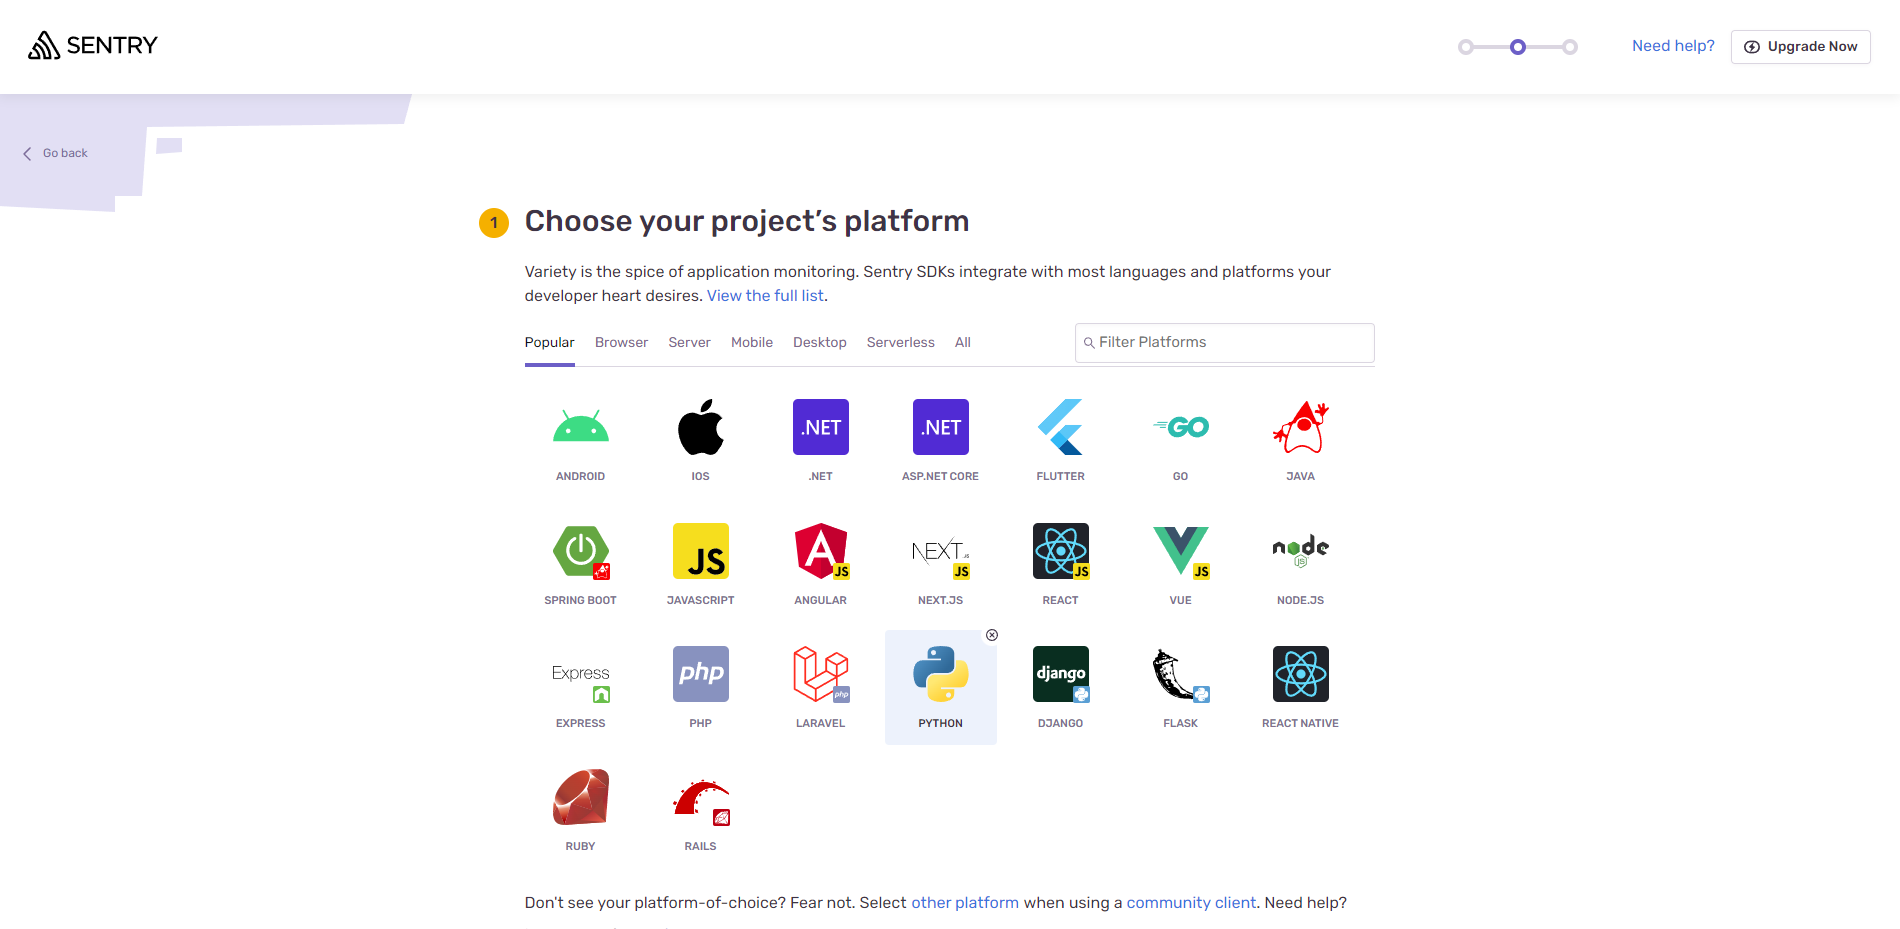 SENTRY
Need help?
Upgrade Now
Go back
1 Choose your project's platform
Variety is the spice of application monitoring. Sentry SDKs integrate with most languages and platforms your
developer heart desires. View the full list.
Popular Browser Server Mobile Desktop Serverless All
Filter Platforms
.NET .NET GO
ANDROID IOS .NET ASP.NET CORE FLUTTER GO JAVA
JS JS NEXT.JS JS JS JS node JS
SPRING BOOT JAVASCRIPT ANGULAR NEXT.JS REACT VUE NODE.JS
Express php php django
EXPRESS PHP LARAVEL PYTHON DJANGO FLASK REACT NATIVE
RUBY RAILS
Don't see your platform-of-choice? Fear not. Select other platform when using a community client. Need help?